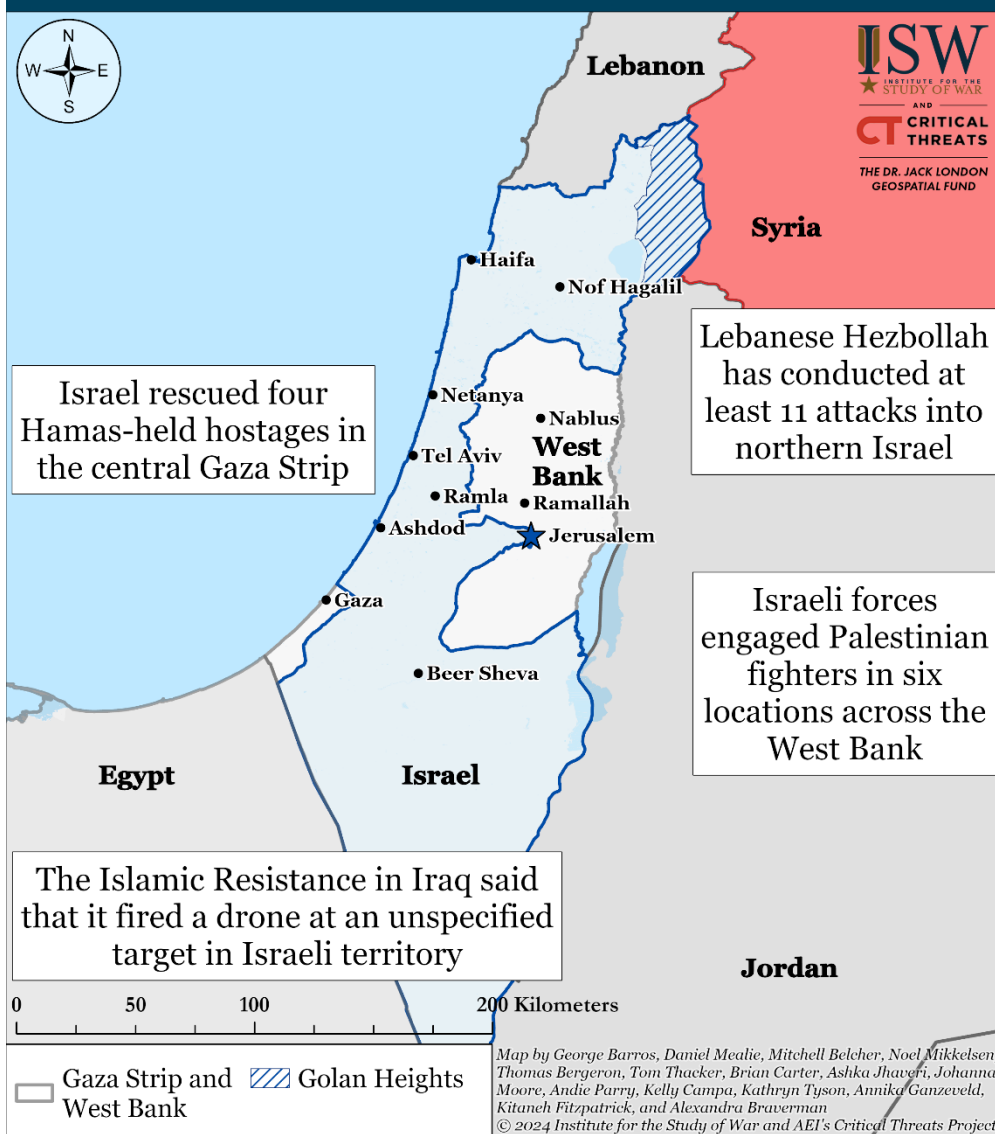 N
W E
S
ISW
INSTITUTE FOR THE
STUDY OF WAR
AND
CT CRITICAL
THREATS
THE DR. JACK LONDON
GEOSPATIAL FUND
Lebanon
Syria
Haifa
Nof Hagalil
Lebanese Hezbollah
has conducted at
least 11 attacks into
northern Israel
Israel rescued four
Hamas-held hostages in
the central Gaza Strip
Netanya
Nablus
West
Bank
Tel Aviv
Ramla
Ramallah
Ashdod
Jerusalem
Gaza
Israeli forces
engaged Palestinian
fighters in six
locations across the
West Bank
Beer Sheva
Egypt
Israel
The Islamic Resistance in Iraq said
that it fired a drone at an unspecified
target in Israeli territory
Jordan
0 50 100 200 Kilometers
Gaza Strip and
West Bank
Golan Heights
Map by George Barros, Daniel Mealie, Mitchell Belcher, Noel Mikkelsen
Thomas Bergeron, Tom Thacker, Brian Carter, Ashka Jhaveri, Johanna
Moore, Andie Parry, Kelly Campa, Kathryn Tyson, Annika Ganzeveld,
Kitaneh Fitzpatrick, and Alexandra Braverman
© 2024 Institute for the Study of War and AEI's Critical Threats Project